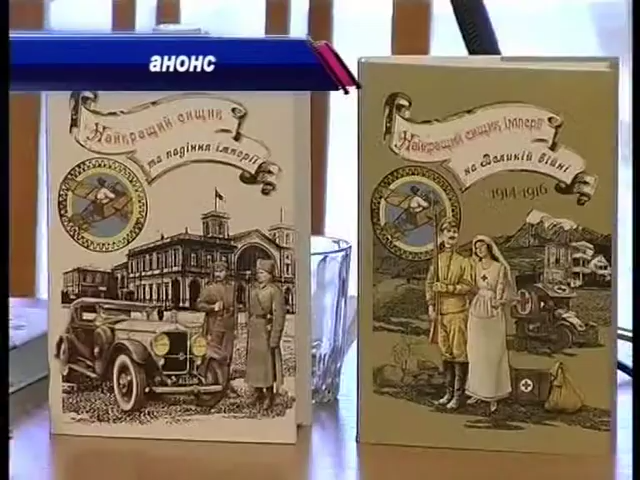 анонс
Найкращий сищик
та падіння імперії
Найкращий сищик імперії
на Великій війні
1914-1916